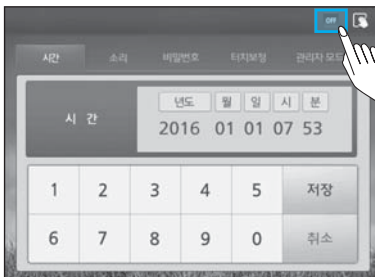 OFF
시간 소리 비밀번호 터치보정 관리자 모드
년도 월 일 시 분
시 간
2016 01 01 07 53
1 2 3 4 5 저장
6 7 8 9 0 취소